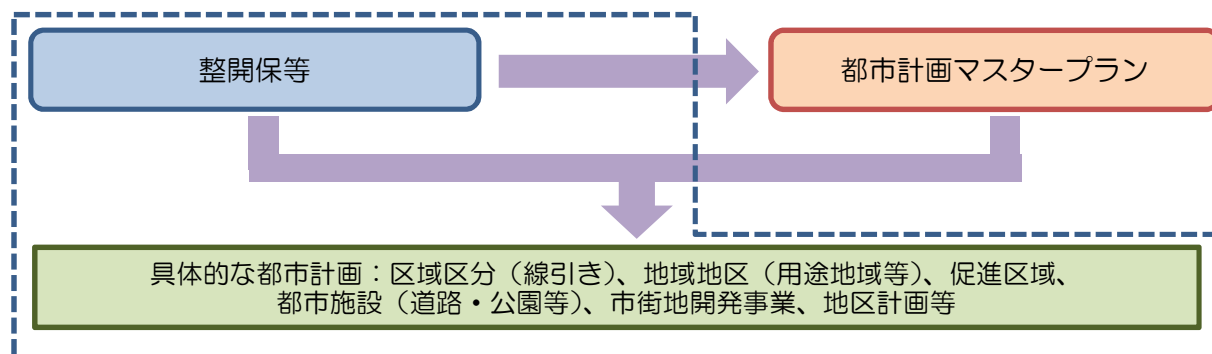 整開保等
都市計画マスタープラン
具体的な都市計画：区域区分（線引き）、地域地区（用途地域等）、促進区域、
都市施設（道路・公園等）、市街地開発事業、地区計画等